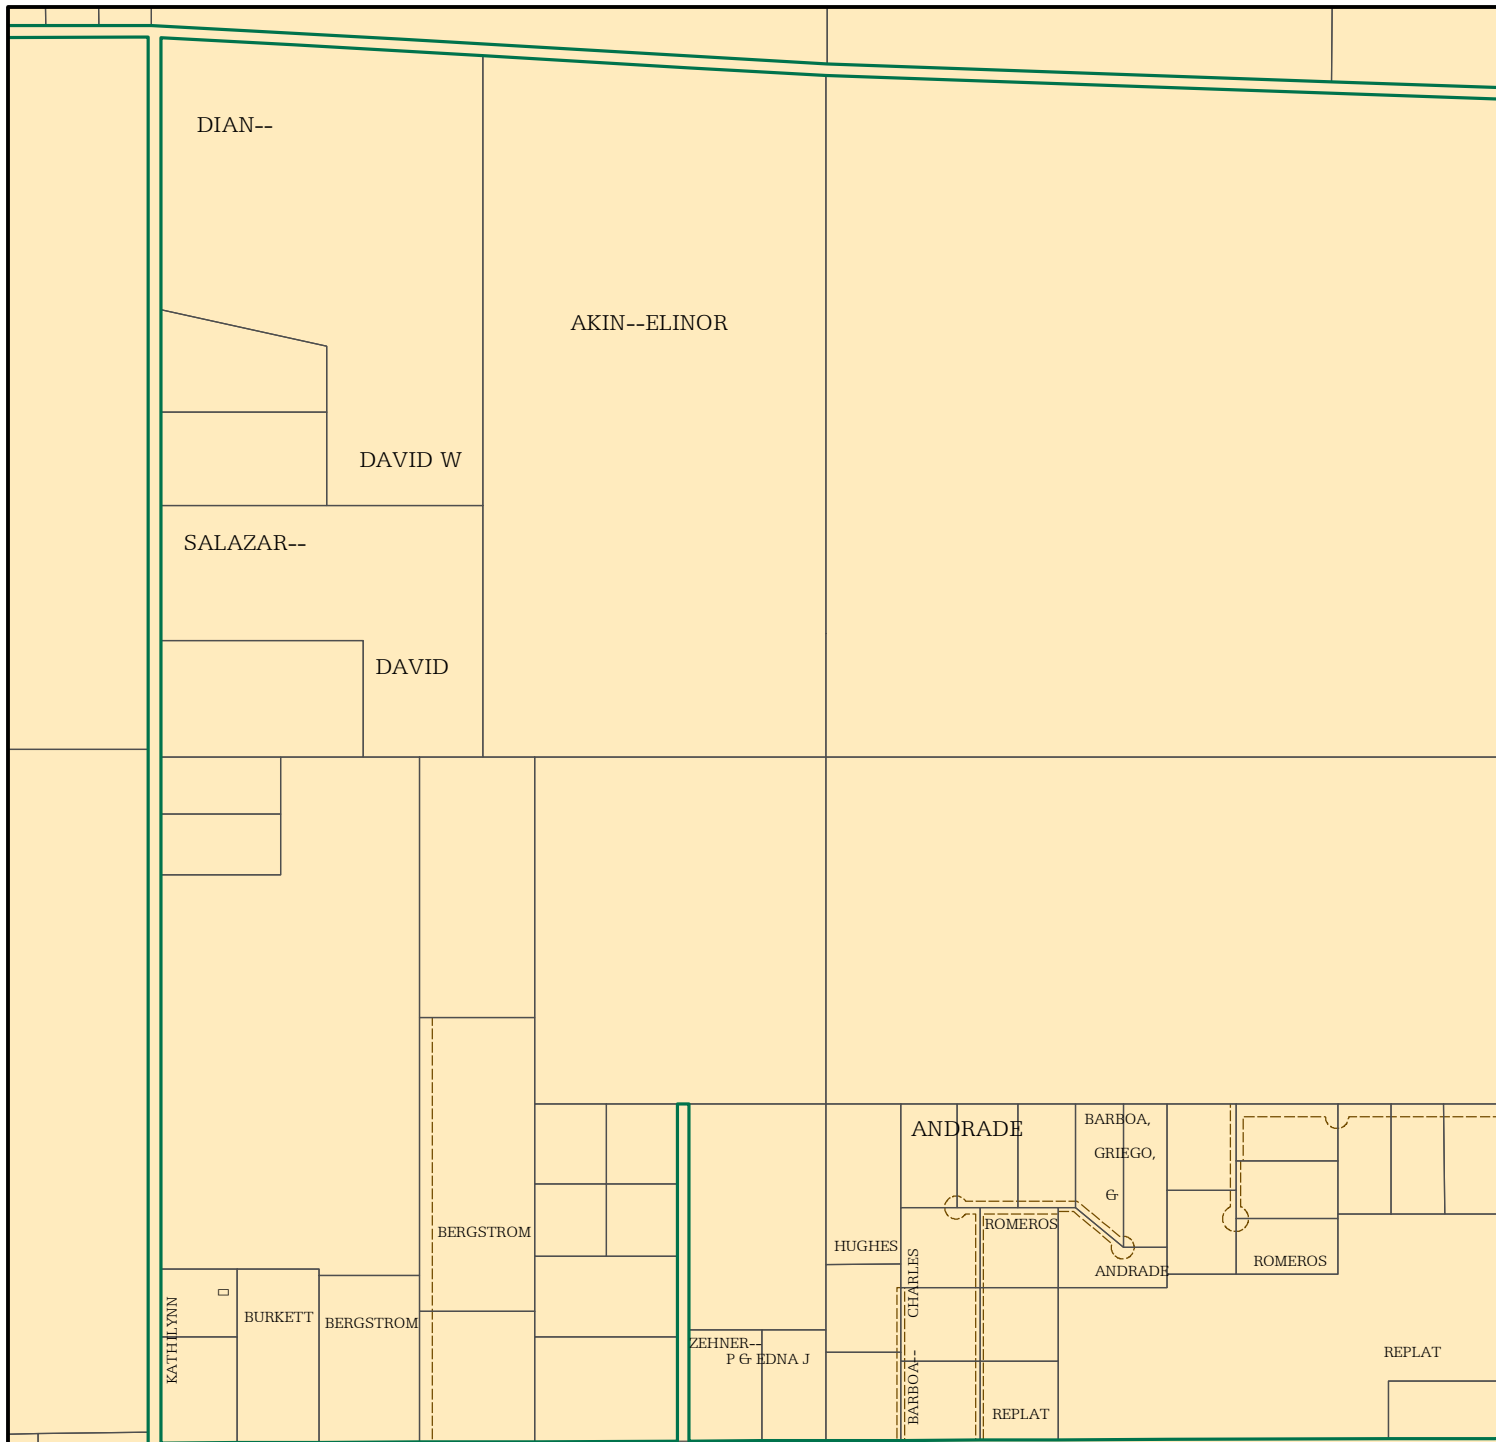 DIAN--
AKIN--ELINOR
DAVID W
SALAZAR--
DAVID
ANDRADE
BARBOA,
GRIEGO,
&
ROMEROS
BERGSTROM
HUGHES
ROMEROS
ANDRADE
CHARLES
BARBOA--
KATHILYNN
BURKETT
BERGSTROM
ZEHNER--
P & EDNA J
REPLAT
REPLAT